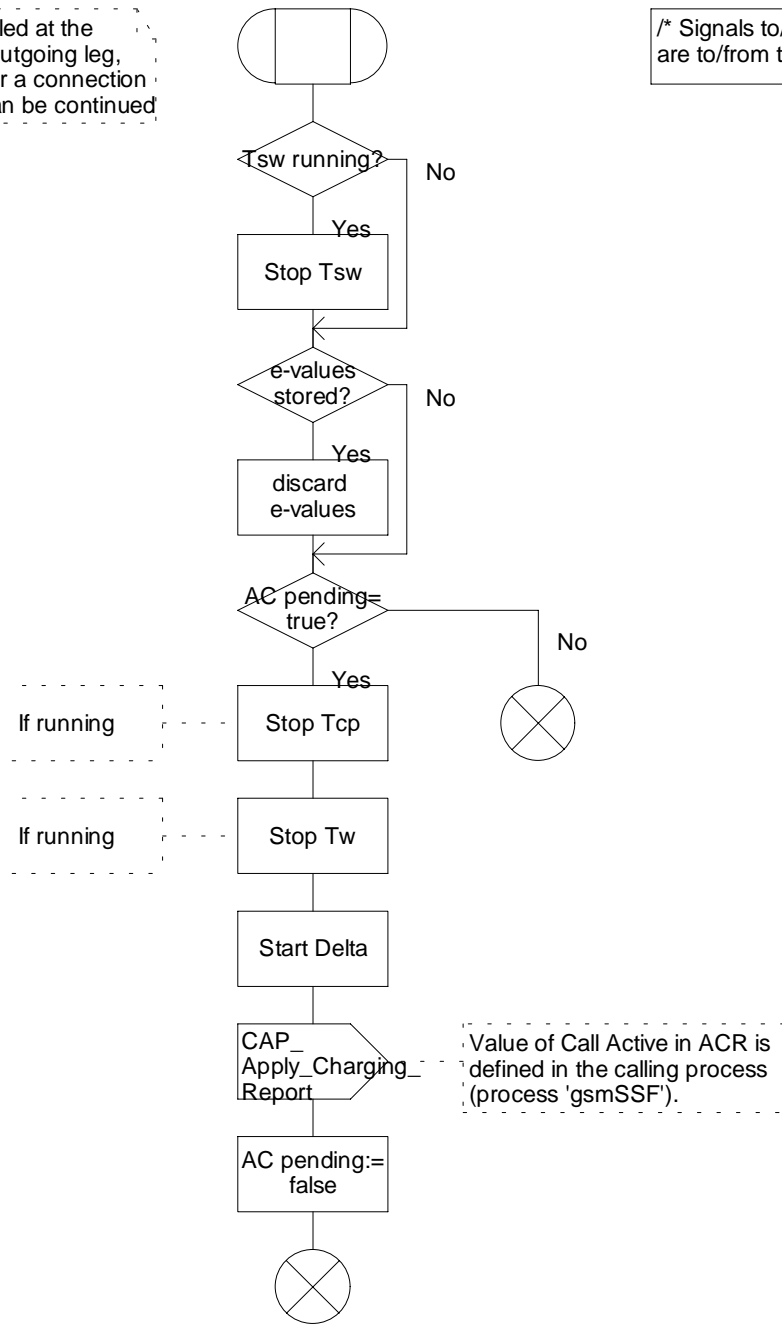 led at the
utgoing leg,
r a connection
n be continued
/* Signals to/
are to/from t
Tsw running?
No
Yes
Stop Tsw
e-values
stored?
No
Yes
discard
e-values
AC pending=
true?
No
Yes
If running
Stop Tcp
If running
Stop Tw
Start Delta
CAP_
Apply_Charging_
Report
Value of Call Active in ACR is
defined in the calling process
(process 'gsmSSF').
AC pending:=
false